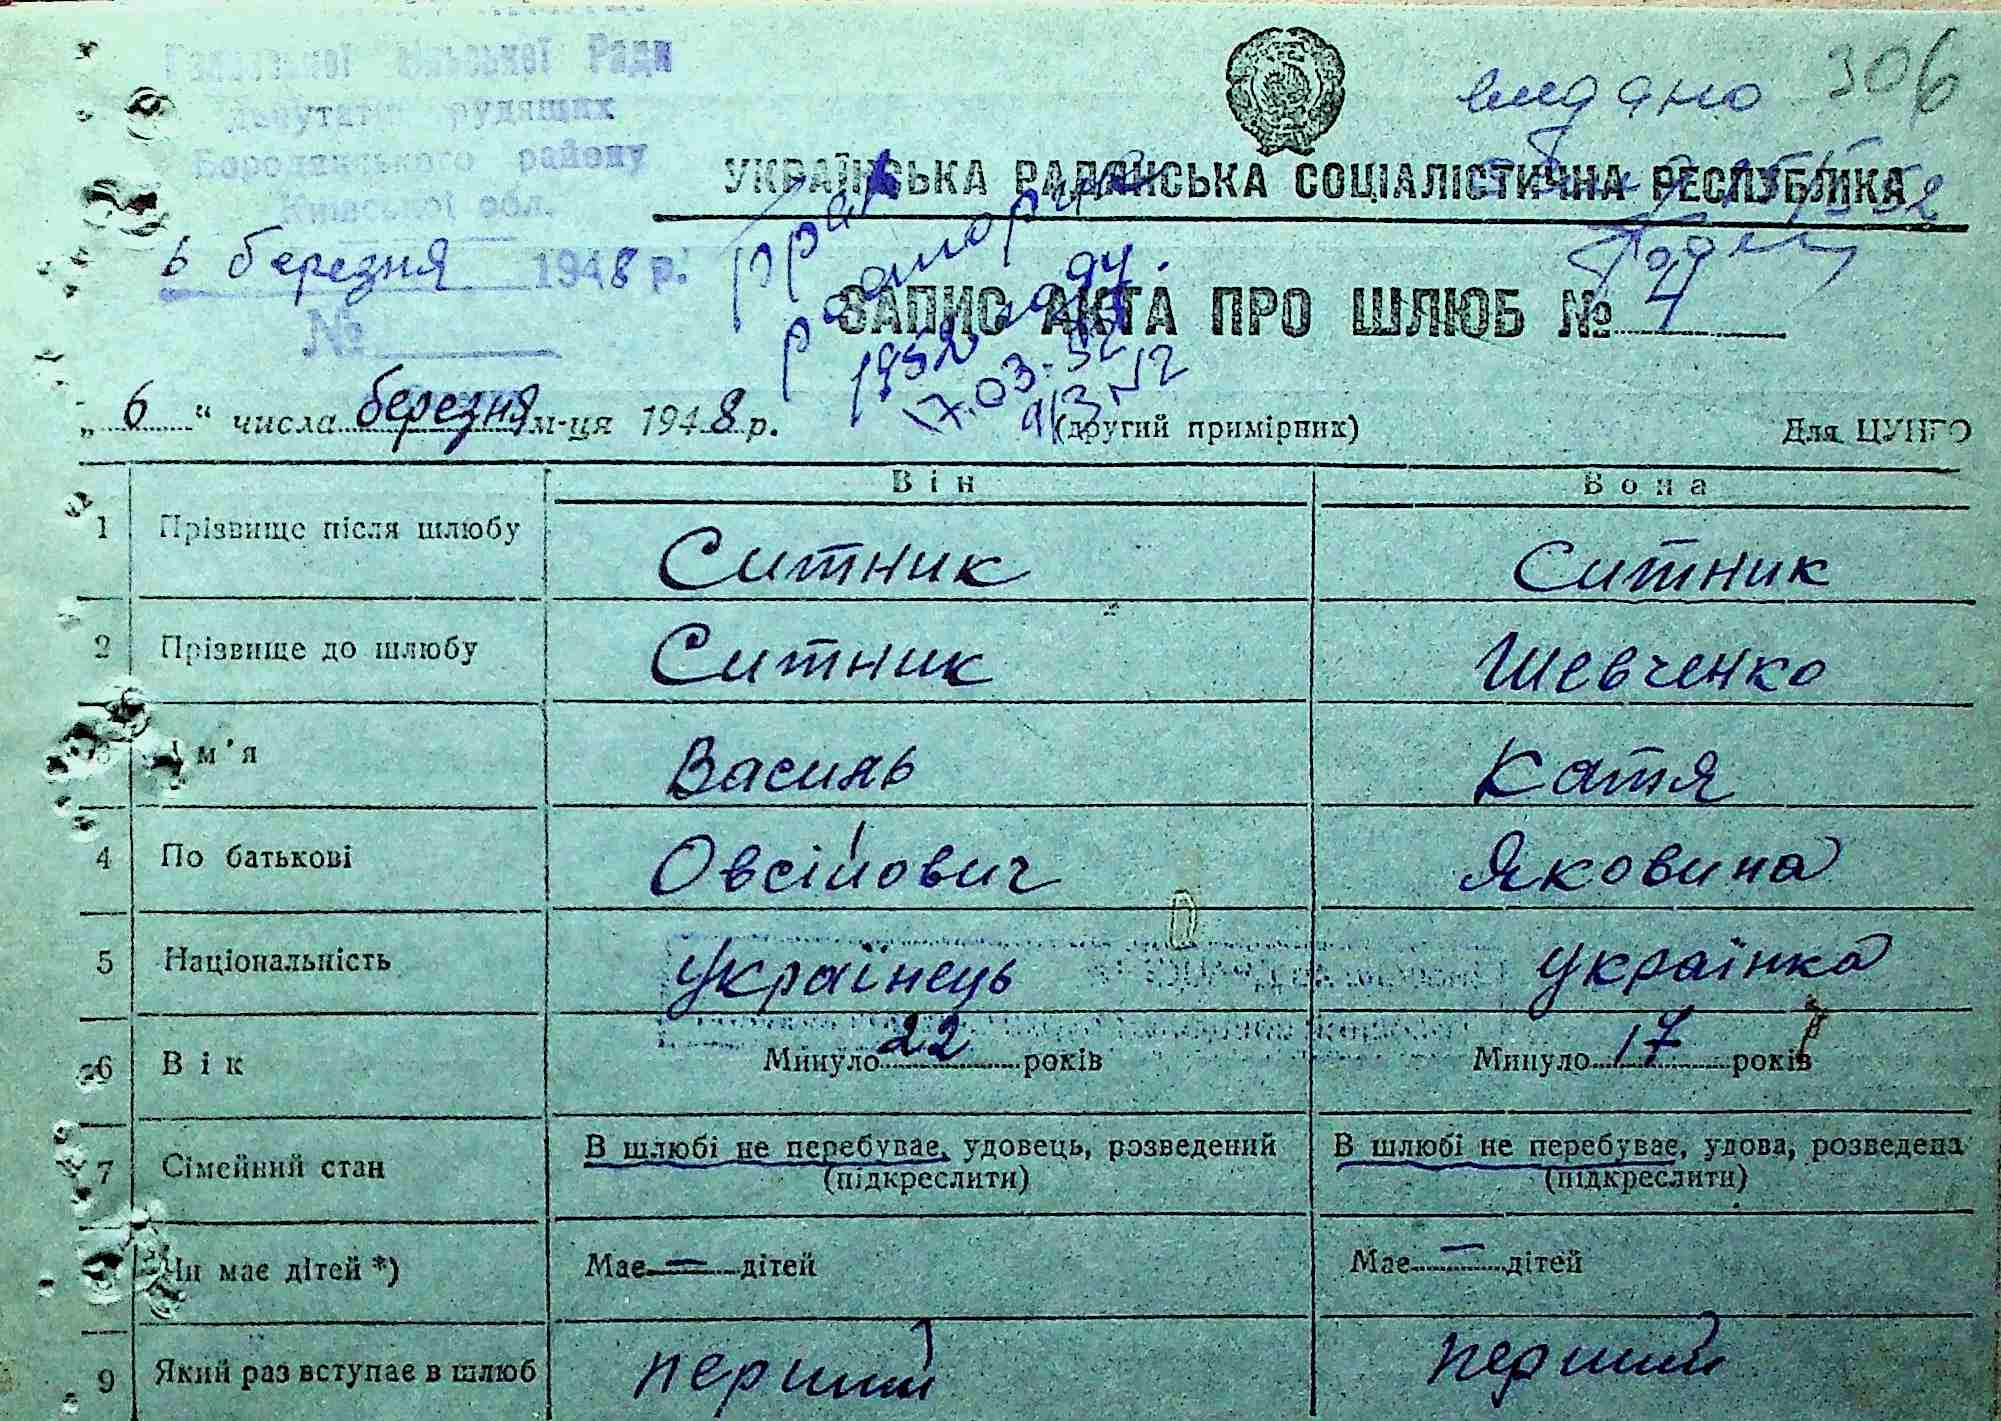 306
видано
сільської Ради
депутатів трудящих
Бородянського району
Київської обл.
УКРАЇНСЬКА РАДЯНСЬКА СОЦІАЛІСТИЧНА РЕСПУБЛІКА
6 березня 1948 р.
№
ЗАПИС АКТА ПРО ШЛЮБ № 4
17.03-52
„6“ числа березня м-ця 1948 р.
(другий примірник)
Для ЦУНГО
Він Вона
1 Прізвище після шлюбу Ситник Ситник
2 Прізвище до шлюбу Ситник Шевченко
3 Ім'я Василь Катя
4 По батькові Овсійович Яковина
5 Національність українець українка
6 Вік Минуло 22 років Минуло 17 років
7 Сімейний стан В шлюбі не перебуває, удовець, розведений В шлюбі не перебуває, удова, розведена
(підкреслити) (підкреслити)
Чи має дітей *) Має — дітей Має — дітей
9 Який раз вступає в шлюб перший перший